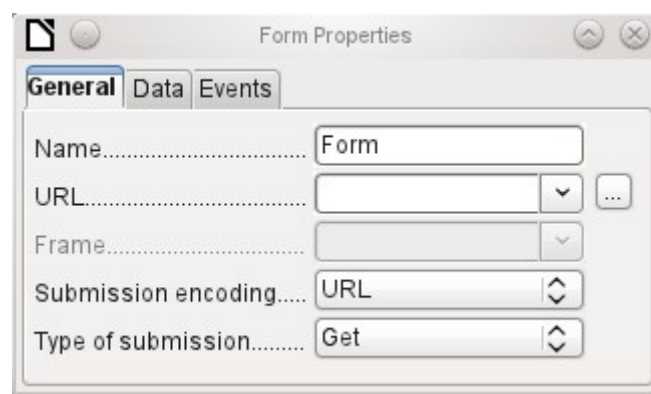 Form Properties
General Data Events
Name.............................. Form
URL................................. ...
Frame.............................
Submission encoding..... URL
Type of submission......... Get